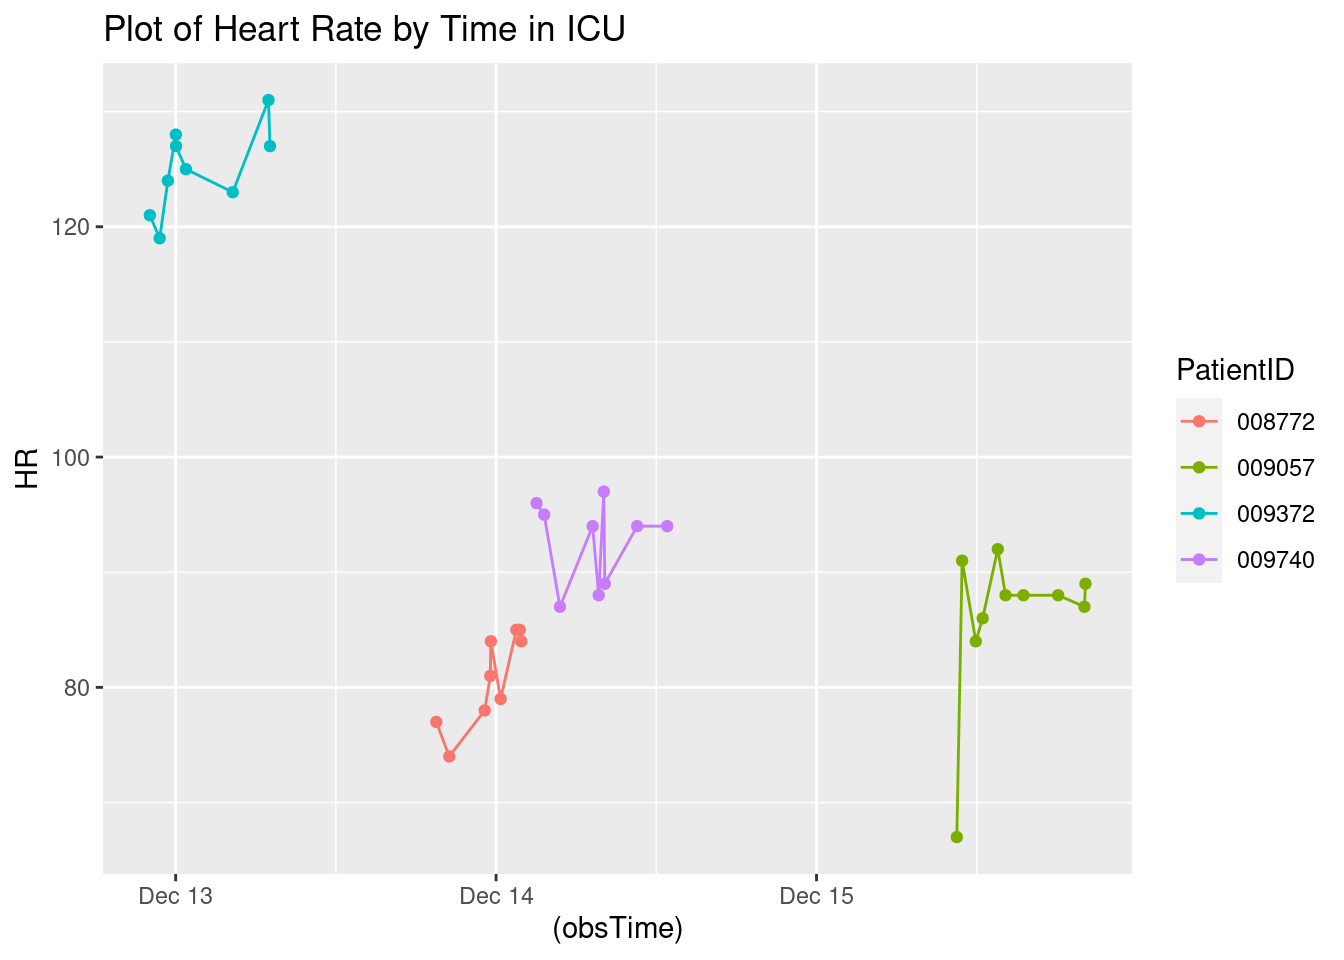 Plot of Heart Rate by Time in ICU
120
100
80
HR
Dec 13
Dec 14
Dec 15
(obsTime)
PatientID
008772
009057
009372
009740